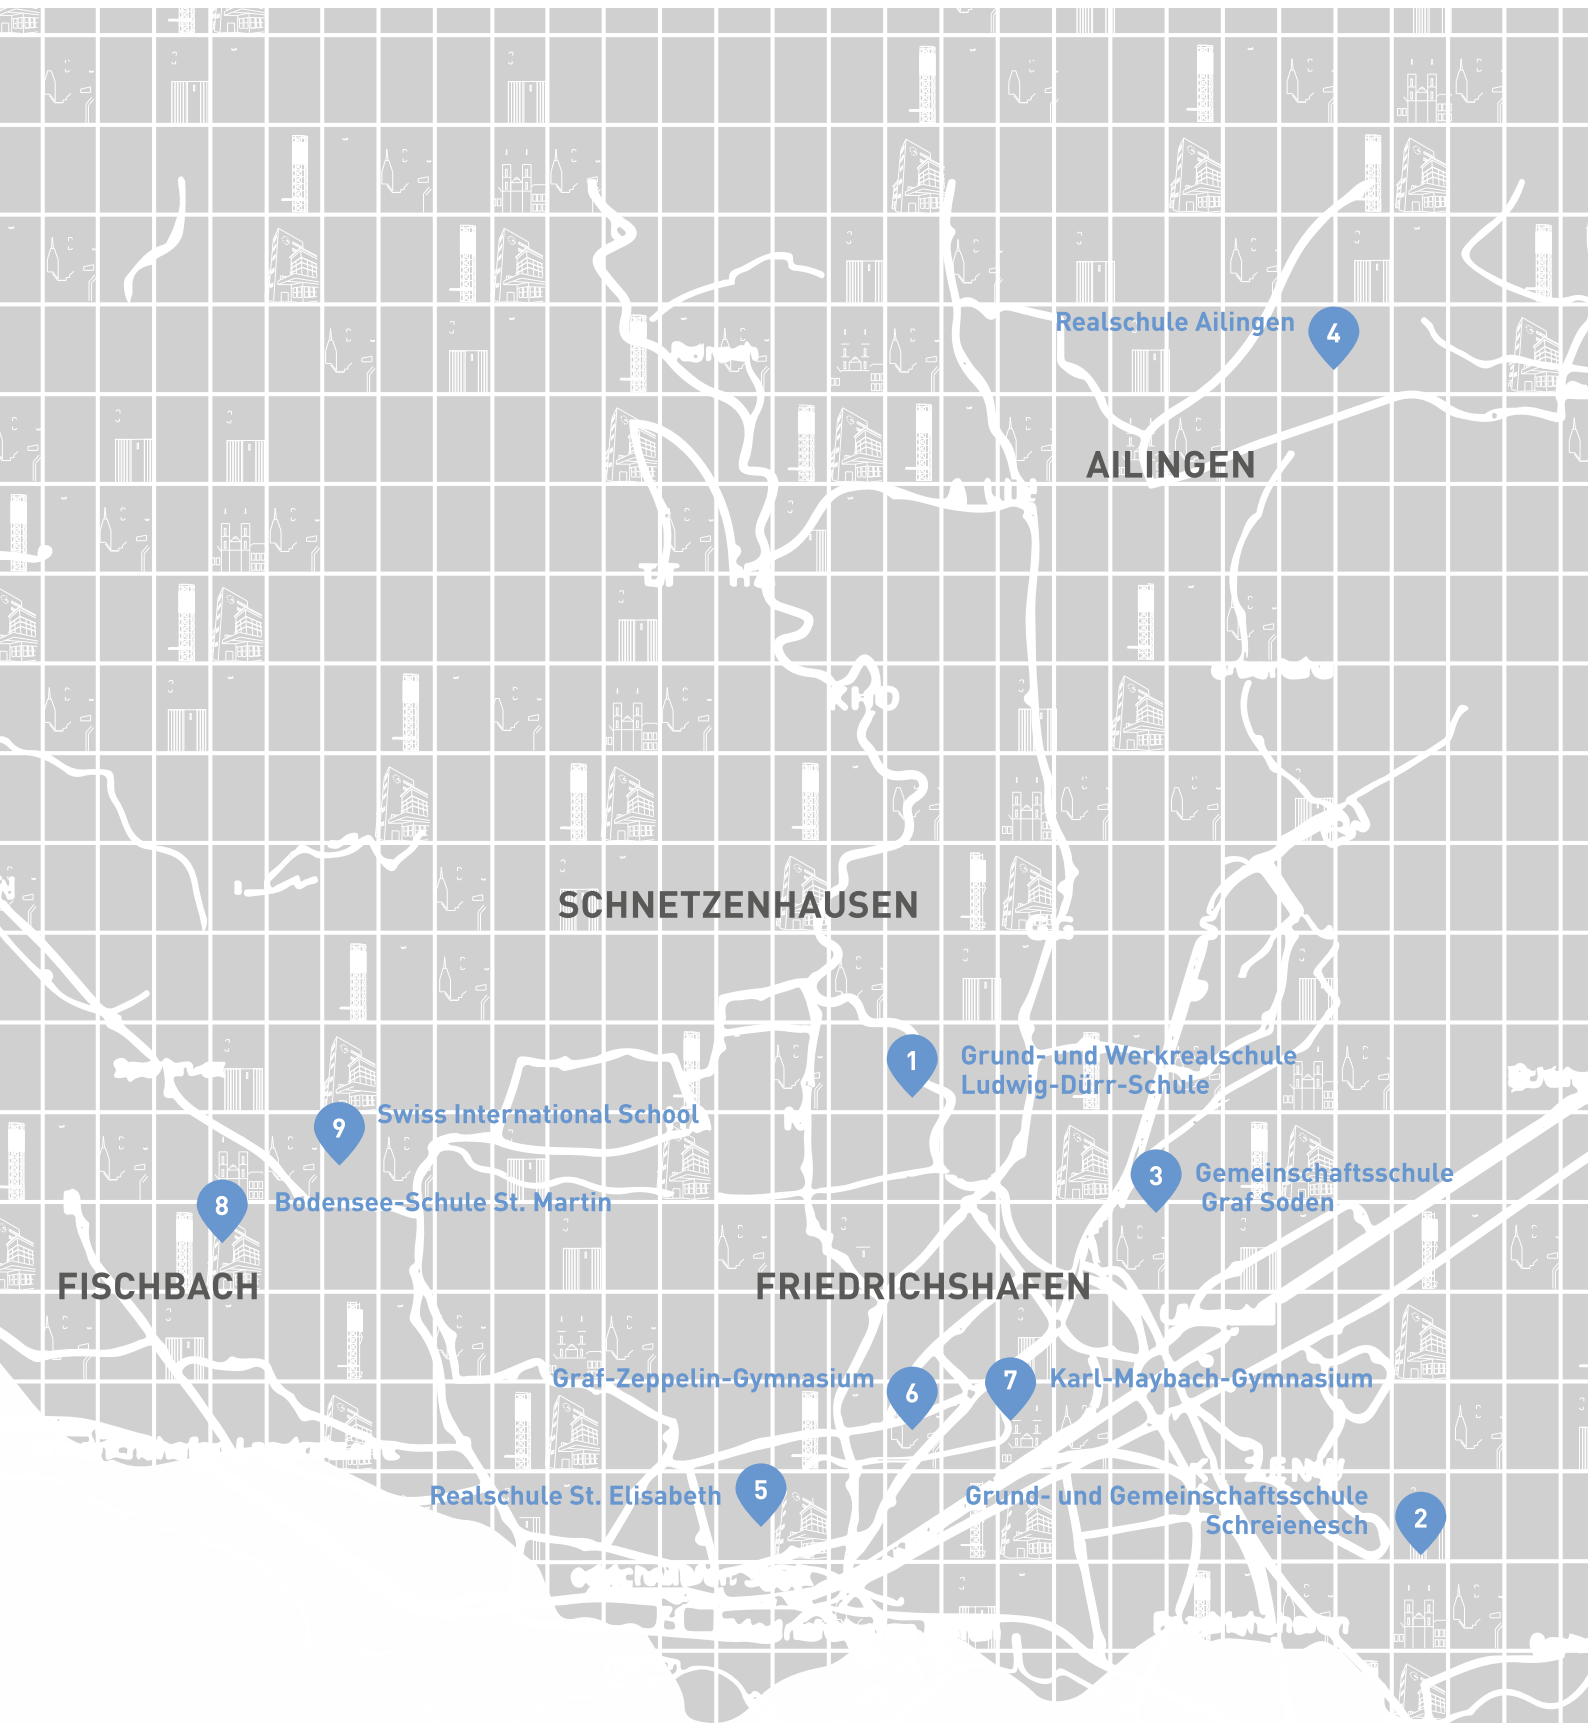 Realschule Ailingen
4
AILINGEN
SCHNETZENHAUSEN
1
Grund- und Werkrealschule
Ludwig-Dürr-Schule
Swiss International School
9
3
Gemeinschaftsschule
Graf Soden
8
Bodensee-Schule St. Martin
FISCHBACH
FRIEDRICHSHAFEN
Graf-Zeppelin-Gymnasium
6
7
Karl-Maybach-Gymnasium
Realschule St. Elisabeth
5
Grund- und Gemeinschaftsschule
Schreienesch
2